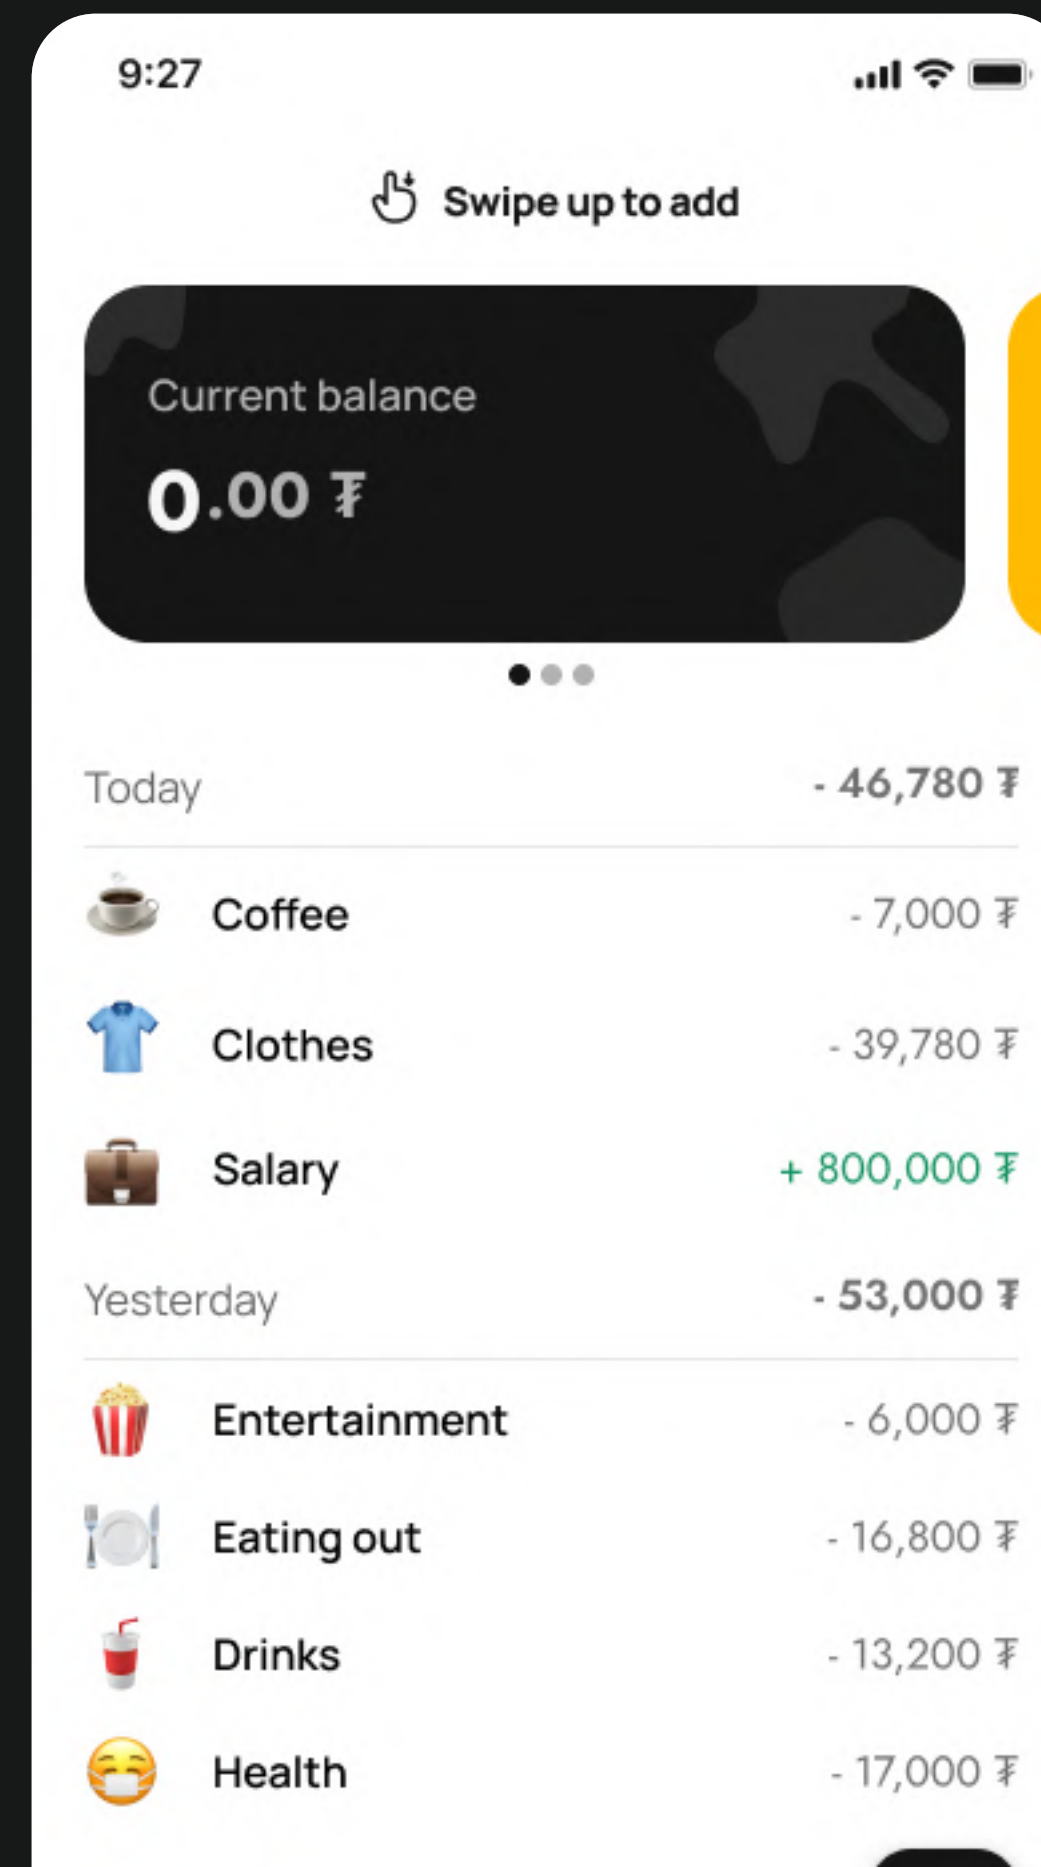 9:27
Swipe up to add
Current balance
0.00 ₮
Today - 46,780 ₮
Coffee - 7,000 ₮
Clothes - 39,780 ₮
Salary + 800,000 ₮
Yesterday - 53,000 ₮
Entertainment - 6,000 ₮
Eating out - 16,800 ₮
Drinks - 13,200 ₮
Health - 17,000 ₮